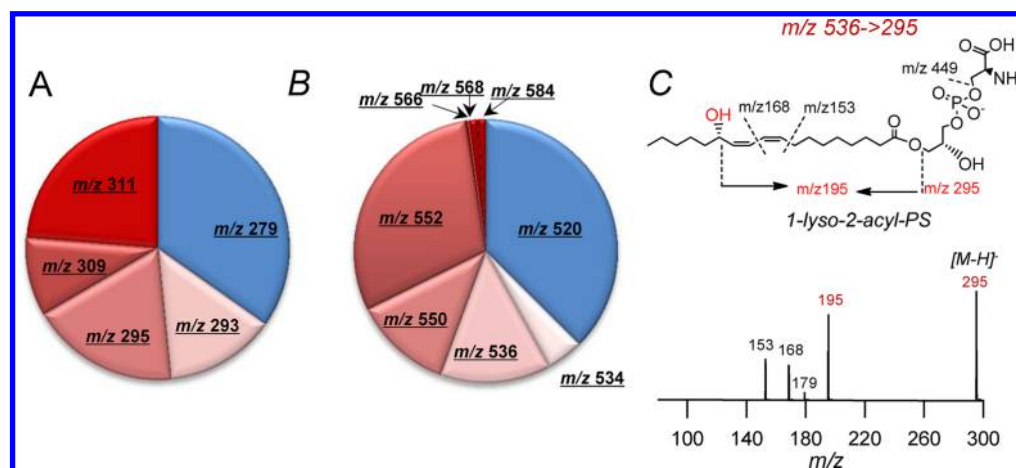 A
m/z 311
m/z 279
m/z 309
m/z 295
m/z 293
B
m/z 568
m/z 584
m/z 566
m/z 552
m/z 520
m/z 550
m/z 536
m/z 534
m/z 536->295
C
O
OH
m/z 449
NH
OH
m/z168
m/z153
O
P
O
O-
O
O
O
OH
m/z195
m/z 295
1-lyso-2-acyl-PS
[M-H]-
295
195
153
168
179
100
140
180
220
260
300
m/z